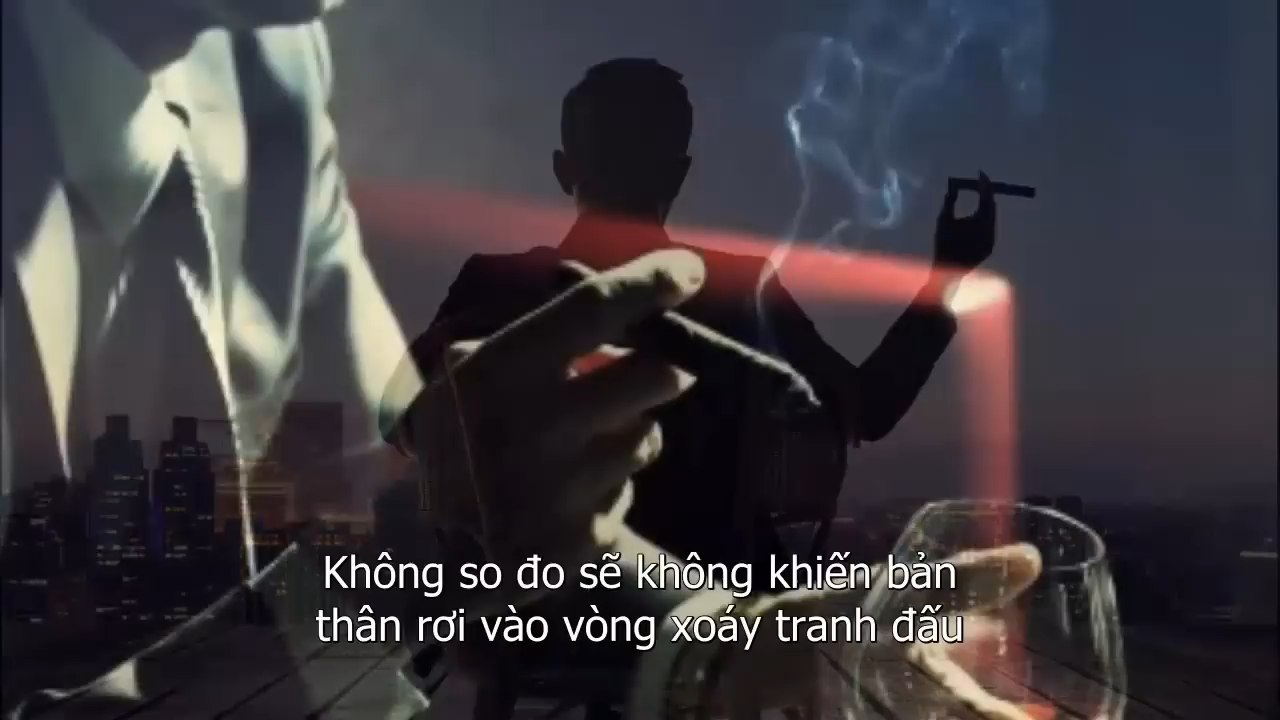 Không so đo sẽ không khiến bản
thân rơi vào vòng xoáy tranh đấu